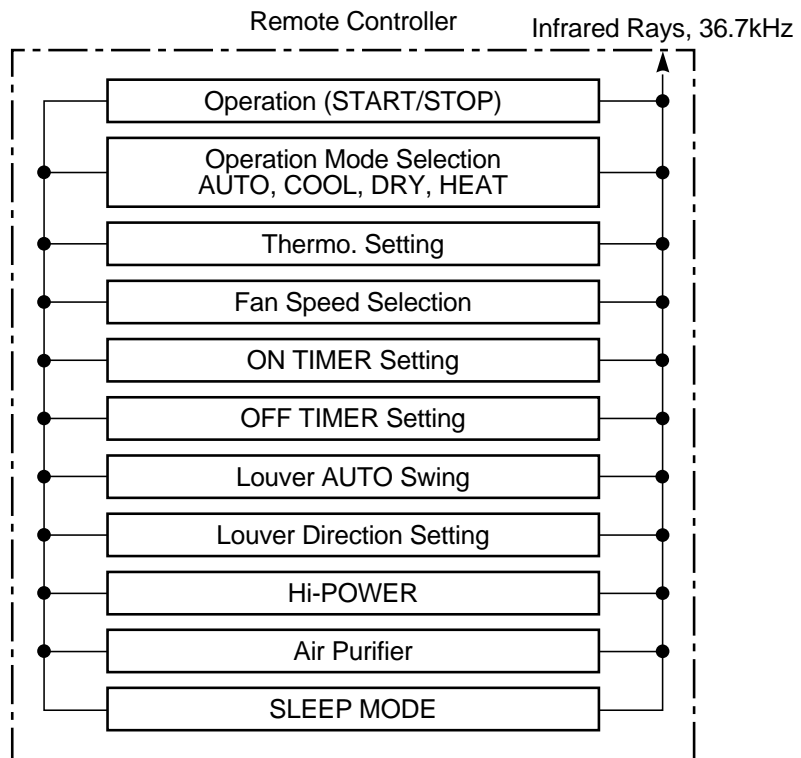 Remote Controller
Infrared Rays, 36.7kHz
Operation (START/STOP)
Operation Mode Selection
AUTO, COOL, DRY, HEAT
Thermo. Setting
Fan Speed Selection
ON TIMER Setting
OFF TIMER Setting
Louver AUTO Swing
Louver Direction Setting
Hi-POWER
Air Purifier
SLEEP MODE